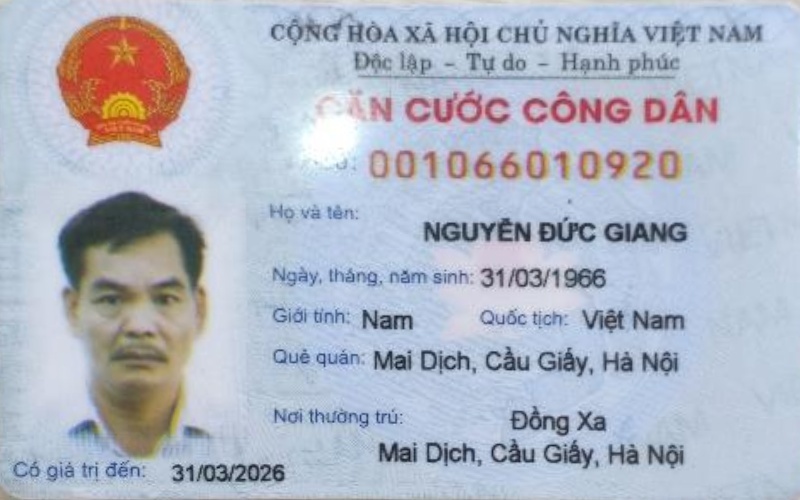 CỘNG HÒA XÃ HỘI CHỦ NGHĨA VIỆT NAM
Độc lập - Tự do - Hạnh phúc
CĂN CƯỚC CÔNG DÂN
001066010920
Họ và tên:
NGUYỄN ĐỨC GIANG
Ngày, tháng, năm sinh: 31/03/1966
Giới tính: Nam Quốc tịch: Việt Nam
Quê quán: Mai Dịch, Cầu Giấy, Hà Nội
Nơi thường trú: Đồng Xa
Mai Dịch, Cầu Giấy, Hà Nội
Có giá trị đến: 31/03/2026